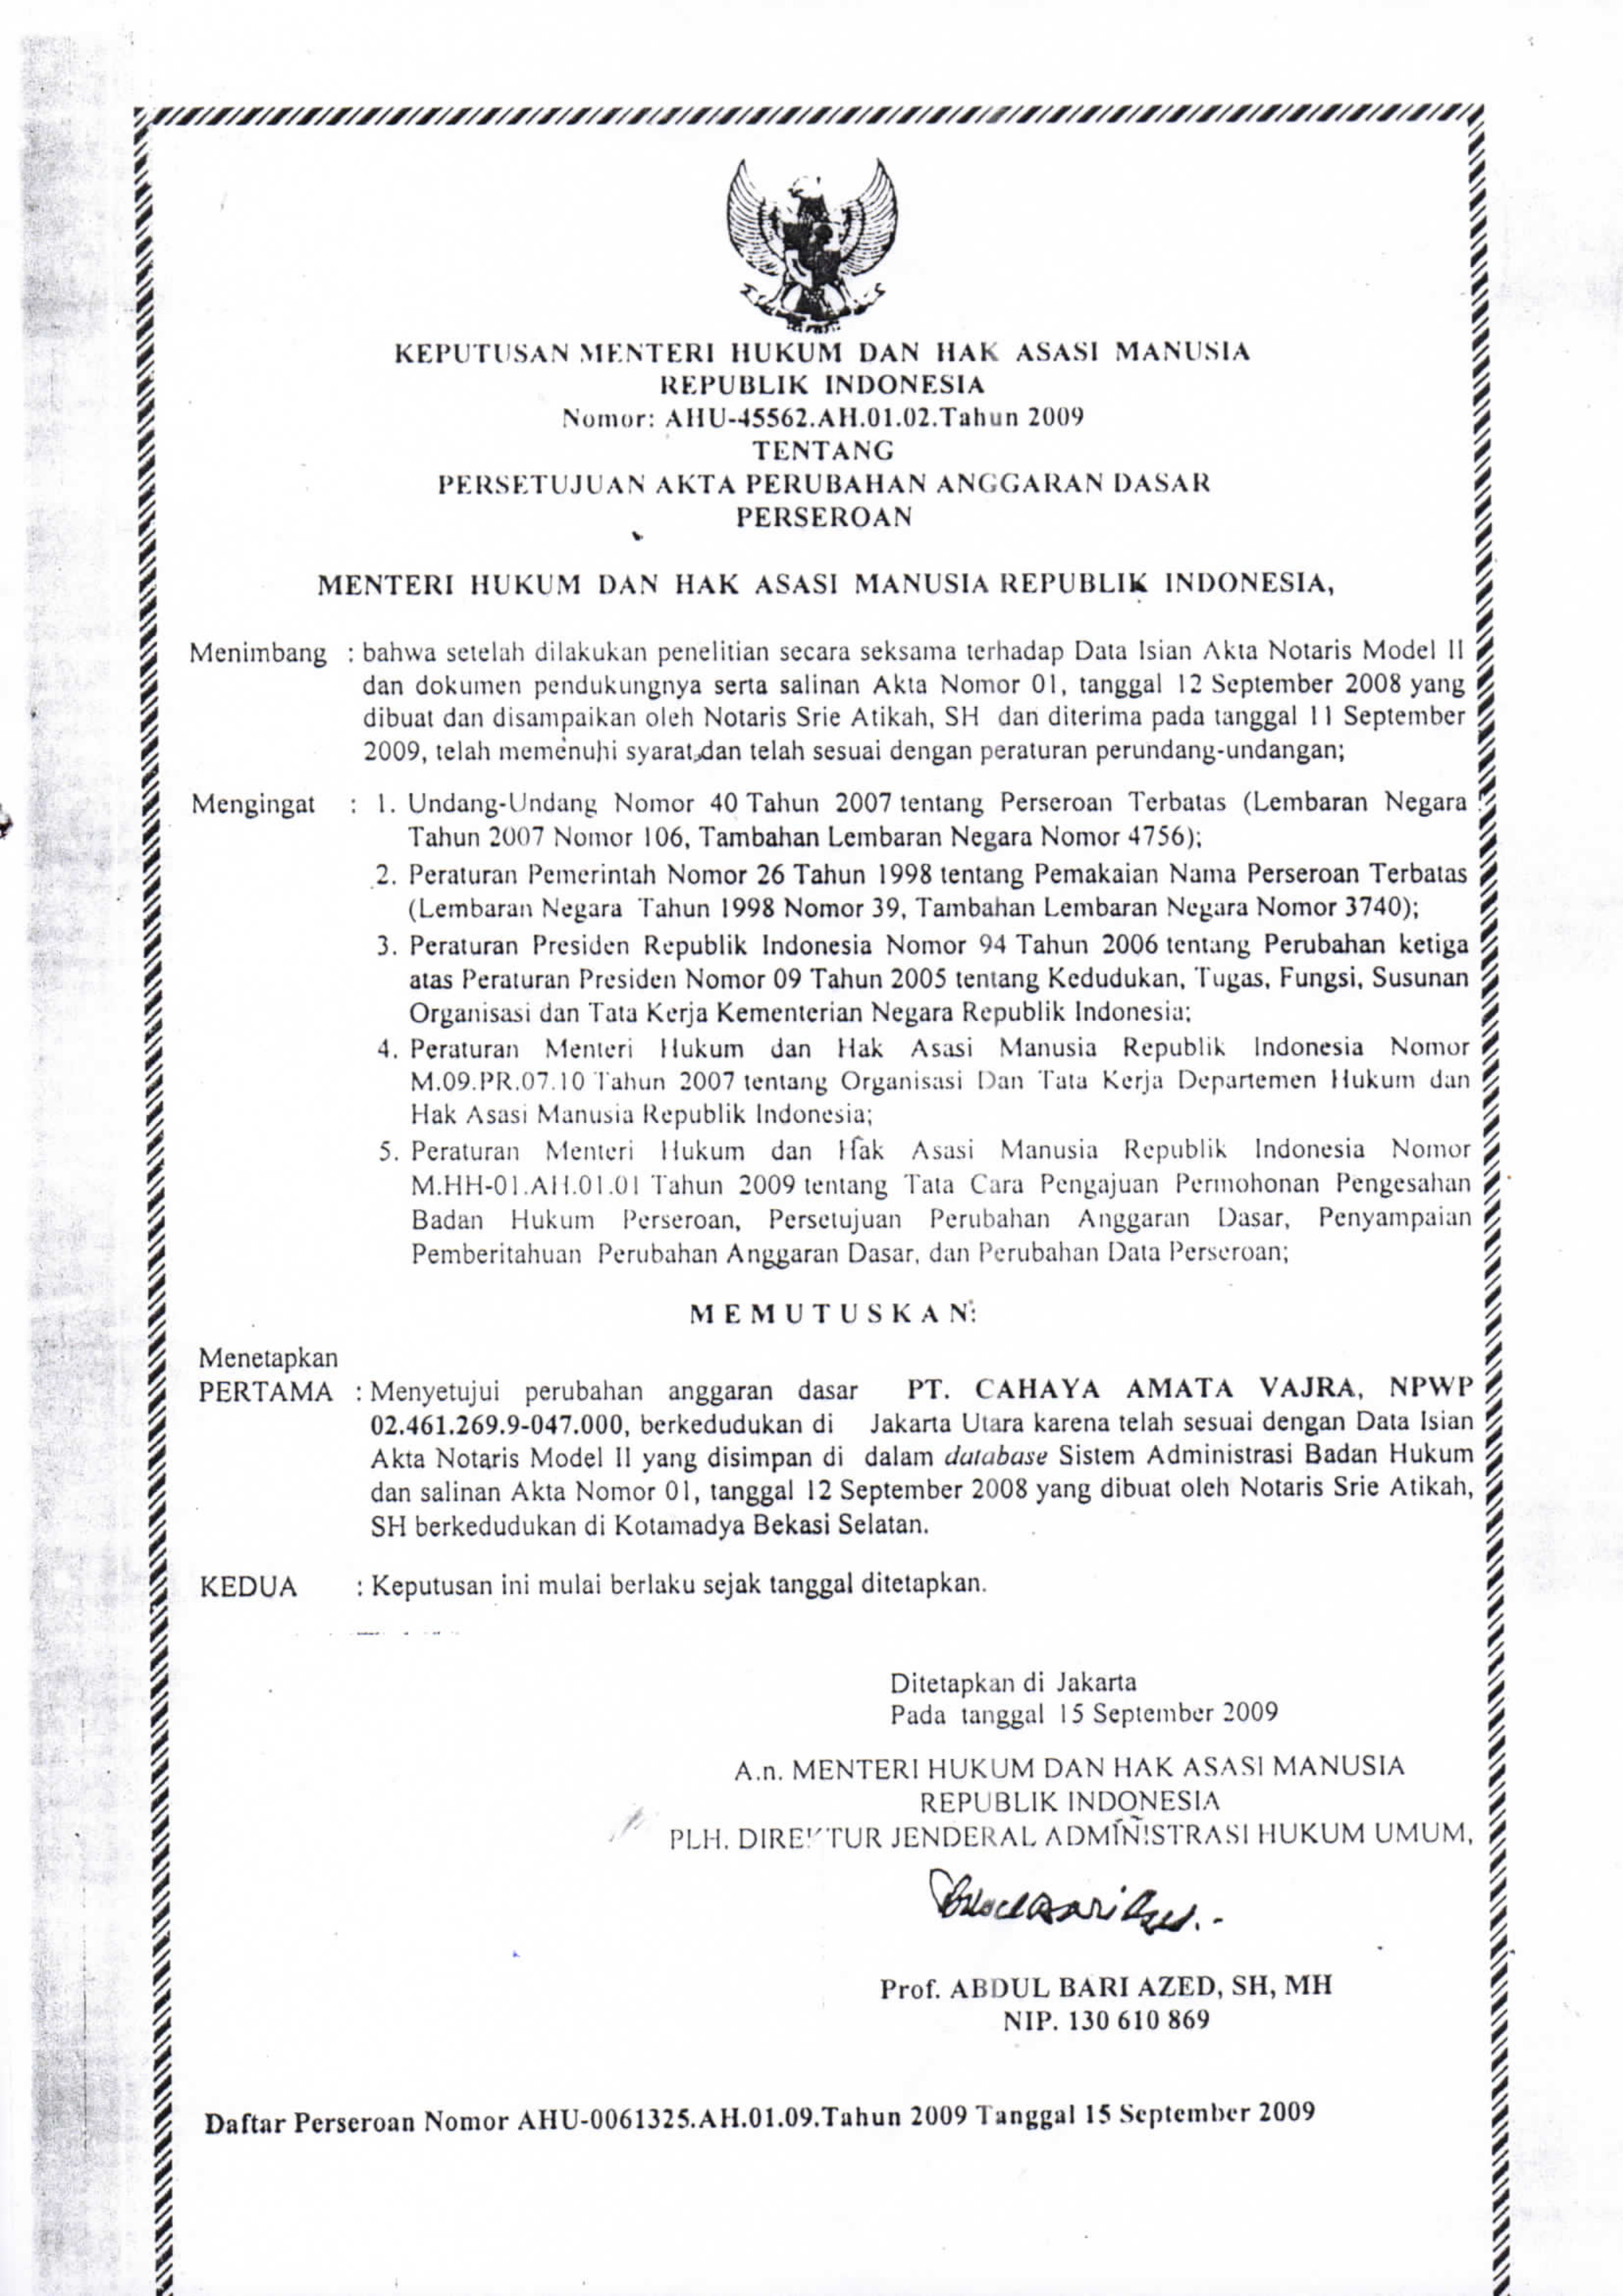 KEPUTUSAN MENTERI HUKUM DAN HAK ASASI MANUSIA
REPUBLIK INDONESIA
Nomor: AHU-45562.AH.01.02.Tahun 2009
TENTANG
PERSETUJUAN AKTA PERUBAHAN ANGGARAN DASAR
PERSEROAN
MENTERI HUKUM DAN HAK ASASI MANUSIA REPUBLIK INDONESIA,
Menimbang : bahwa setelah dilakukan penelitian secara seksama terhadap Data Isian Akta Notaris Model II
dan dokumen pendukungnya serta salinan Akta Nomor 01, tanggal 12 September 2008 yang
dibuat dan disampaikan oleh Notaris Srie Atikah, SH dan diterima pada tanggal 11 September
2009, telah memenuhi syarat dan telah sesuai dengan peraturan perundang-undangan;
Mengingat : 1. Undang-Undang Nomor 40 Tahun 2007 tentang Perseroan Terbatas (Lembaran Negara
Tahun 2007 Nomor 106, Tambahan Lembaran Negara Nomor 4756);
2. Peraturan Pemerintah Nomor 26 Tahun 1998 tentang Pemakaian Nama Perseroan Terbatas
(Lembaran Negara Tahun 1998 Nomor 39, Tambahan Lembaran Negara Nomor 3740);
3. Peraturan Presiden Republik Indonesia Nomor 94 Tahun 2006 tentang Perubahan ketiga
atas Peraturan Presiden Nomor 09 Tahun 2005 tentang Kedudukan, Tugas, Fungsi, Susunan
Organisasi dan Tata Kerja Kementerian Negara Republik Indonesia;
4. Peraturan Menteri Hukum dan Hak Asasi Manusia Republik Indonesia Nomor
M.09.PR.07.10 Tahun 2007 tentang Organisasi Dan Tata Kerja Departemen Hukum dan
Hak Asasi Manusia Republik Indonesia;
5. Peraturan Menteri Hukum dan Hak Asasi Manusia Republik Indonesia Nomor
M.HH-01.AH.01.01 Tahun 2009 tentang Tata Cara Pengajuan Permohonan Pengesahan
Badan Hukum Perseroan, Persetujuan Perubahan Anggaran Dasar, Penyampaian
Pemberitahuan Perubahan Anggaran Dasar, dan Perubahan Data Perseroan;
M E M U T U S K A N:
Menetapkan
PERTAMA : Menyetujui perubahan anggaran dasar PT. CAHAYA AMATA VAJRA, NPWP
02.461.269.9-047.000, berkedudukan di Jakarta Utara karena telah sesuai dengan Data Isian
Akta Notaris Model II yang disimpan di dalam database Sistem Administrasi Badan Hukum
dan salinan Akta Nomor 01, tanggal 12 September 2008 yang dibuat oleh Notaris Srie Atikah,
SH berkedudukan di Kotamadya Bekasi Selatan.
KEDUA : Keputusan ini mulai berlaku sejak tanggal ditetapkan.
Ditetapkan di Jakarta
Pada tanggal 15 September 2009
A.n. MENTERI HUKUM DAN HAK ASASI MANUSIA
REPUBLIK INDONESIA
PLH. DIREKTUR JENDERAL ADMINISTRASI HUKUM UMUM,
Prof. ABDUL BARI AZED, SH, MH
NIP. 130 610 869
Daftar Perseroan Nomor AHU-0061325.AH.01.09.Tahun 2009 Tanggal 15 September 2009